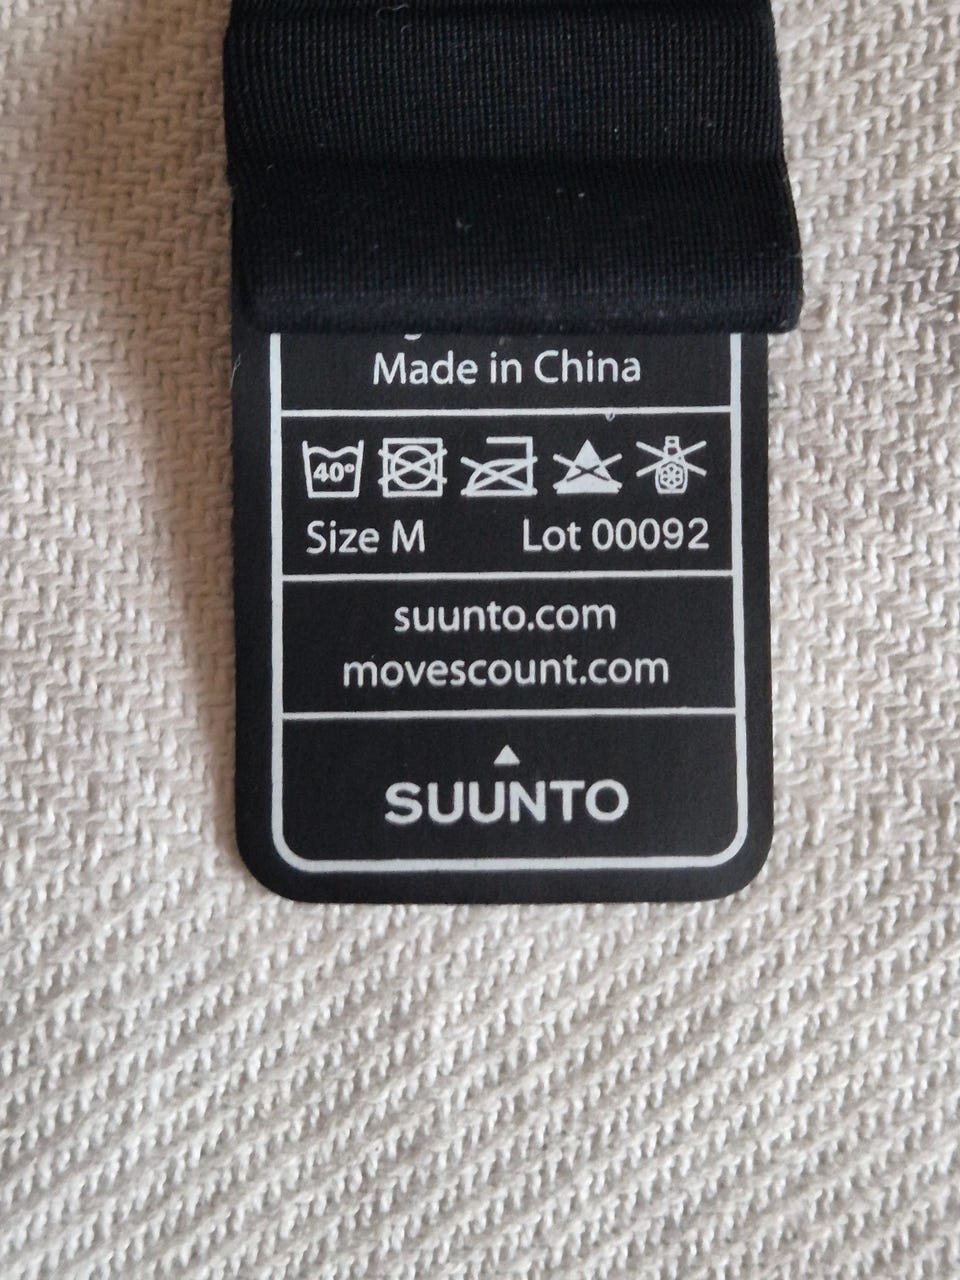 Made in China
40°
Size M Lot 00092
suunto.com
movescount.com
SUUNTO